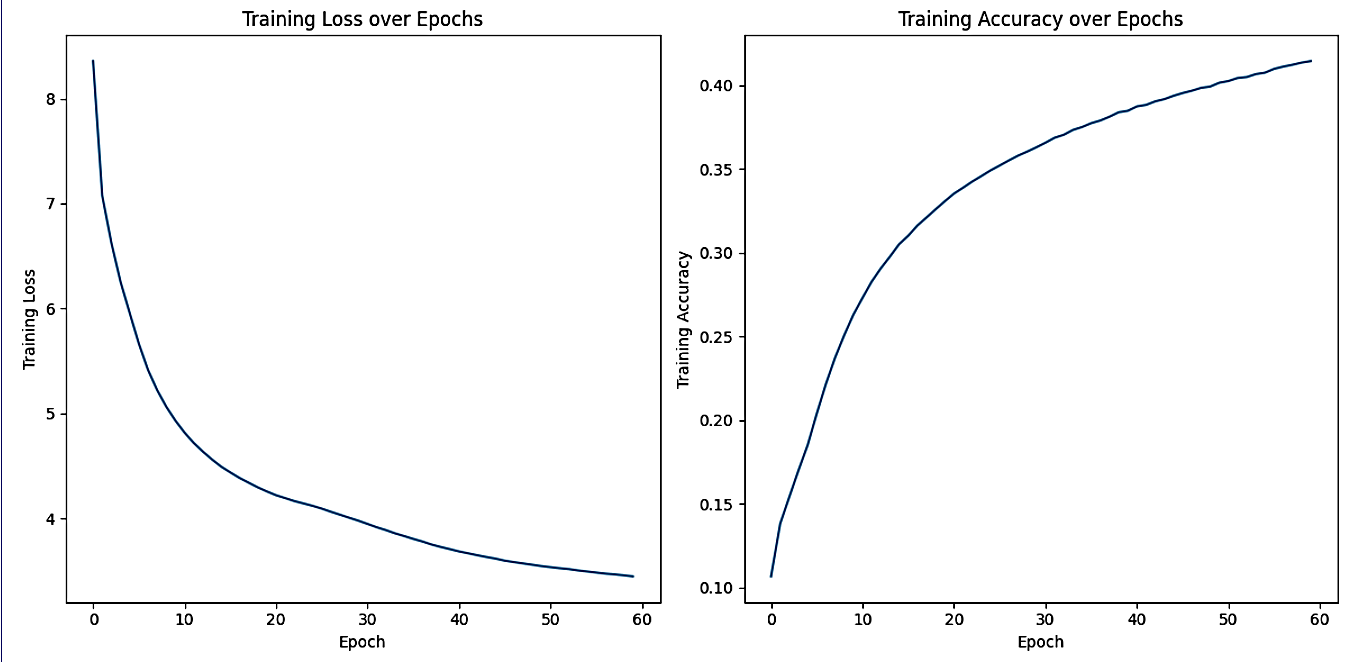 Training Loss over Epochs
Training Loss
8
7
6
5
4
0 10 20 30 40 50 60
Epoch
Training Accuracy over Epochs
Training Accuracy
0.40
0.35
0.30
0.25
0.20
0.15
0.10
0 10 20 30 40 50 60
Epoch